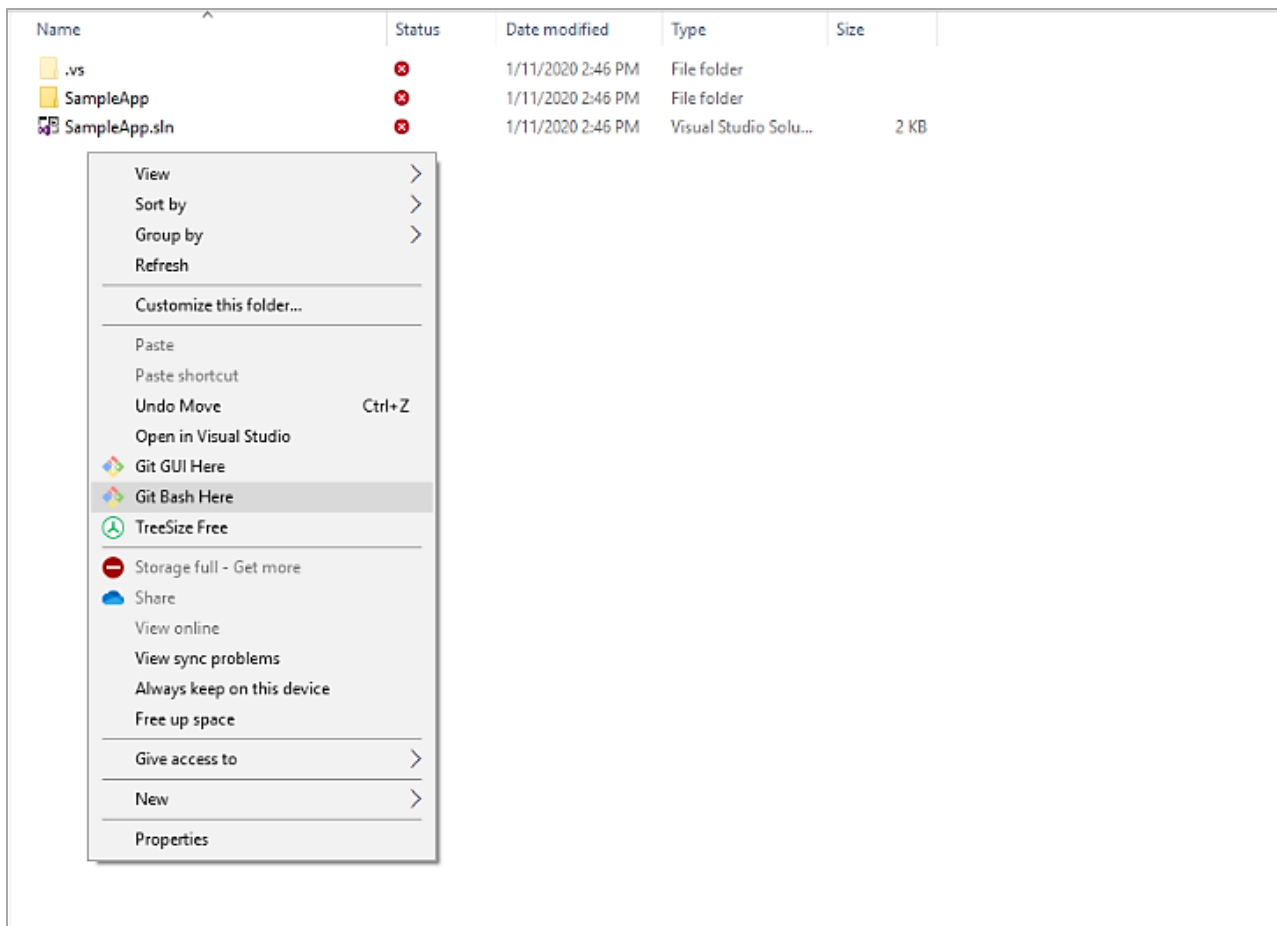 Name Status Date modified Type Size
.vs 1/11/2020 2:46 PM File folder
SampleApp 1/11/2020 2:46 PM File folder
SampleApp.sln 1/11/2020 2:46 PM Visual Studio Solu... 2 KB
View
Sort by
Group by
Refresh
Customize this folder...
Paste
Paste shortcut
Undo Move Ctrl+Z
Open in Visual Studio
Git GUI Here
Git Bash Here
TreeSize Free
Storage full - Get more
Share
View online
View sync problems
Always keep on this device
Free up space
Give access to
New
Properties